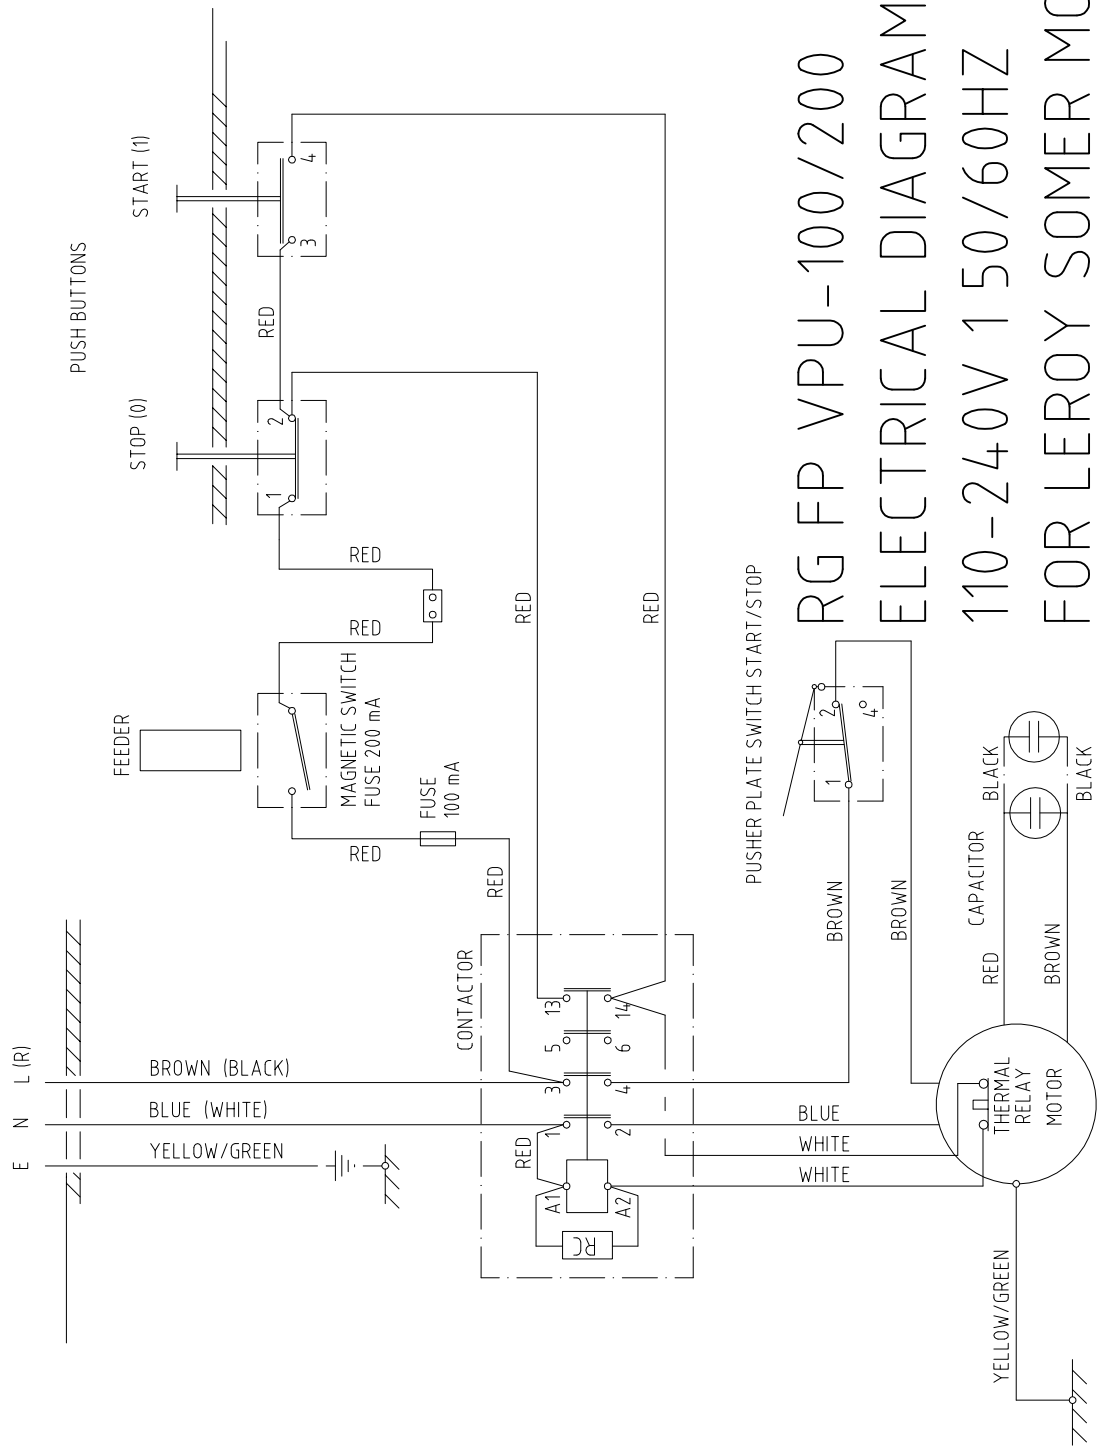 E
N
L (R)
YELLOW/GREEN
BLUE (WHITE)
BROWN (BLACK)
FEEDER
STOP (0)
PUSH BUTTONS
START (1)
MAGNETIC SWITCH
FUSE 200 mA
FUSE
100 mA
RED
RED
RED
RED
RED
RED
RED
RED
1
2
3
4
CONTACTOR
RC
A1
A2
1
2
3
4
5
6
13
14
BLUE
WHITE
WHITE
BROWN
BROWN
PUSHER PLATE SWITCH START/STOP
1
2
4
CAPACITOR
RED
BROWN
BLACK
BLACK
THERMAL
RELAY
MOTOR
YELLOW/GREEN
RG FP VPU-100/200
ELECTRICAL DIAGRAM
110-240V 1 50/60HZ
FOR LEROY SOMER